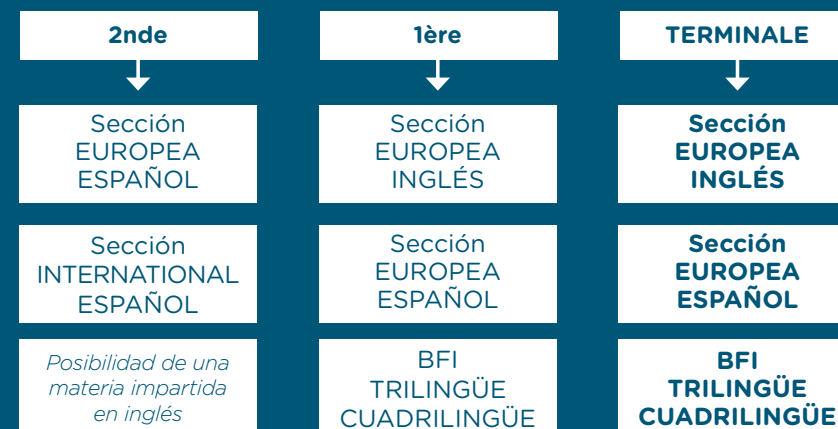 2nde
Sección
EUROPEA
ESPAÑOL
Sección
INTERNATIONAL
ESPAÑOL
Posibilidad de una
materia impartida
en inglés
1ère
Sección
EUROPEA
INGLÉS
Sección
EUROPEA
ESPAÑOL
BFI
TRILINGÜE
CUADRILINGÜE
TERMINALE
Sección
EUROPEA
INGLÉS
Sección
EUROPEA
ESPAÑOL
BFI
TRILINGÜE
CUADRILINGÜE